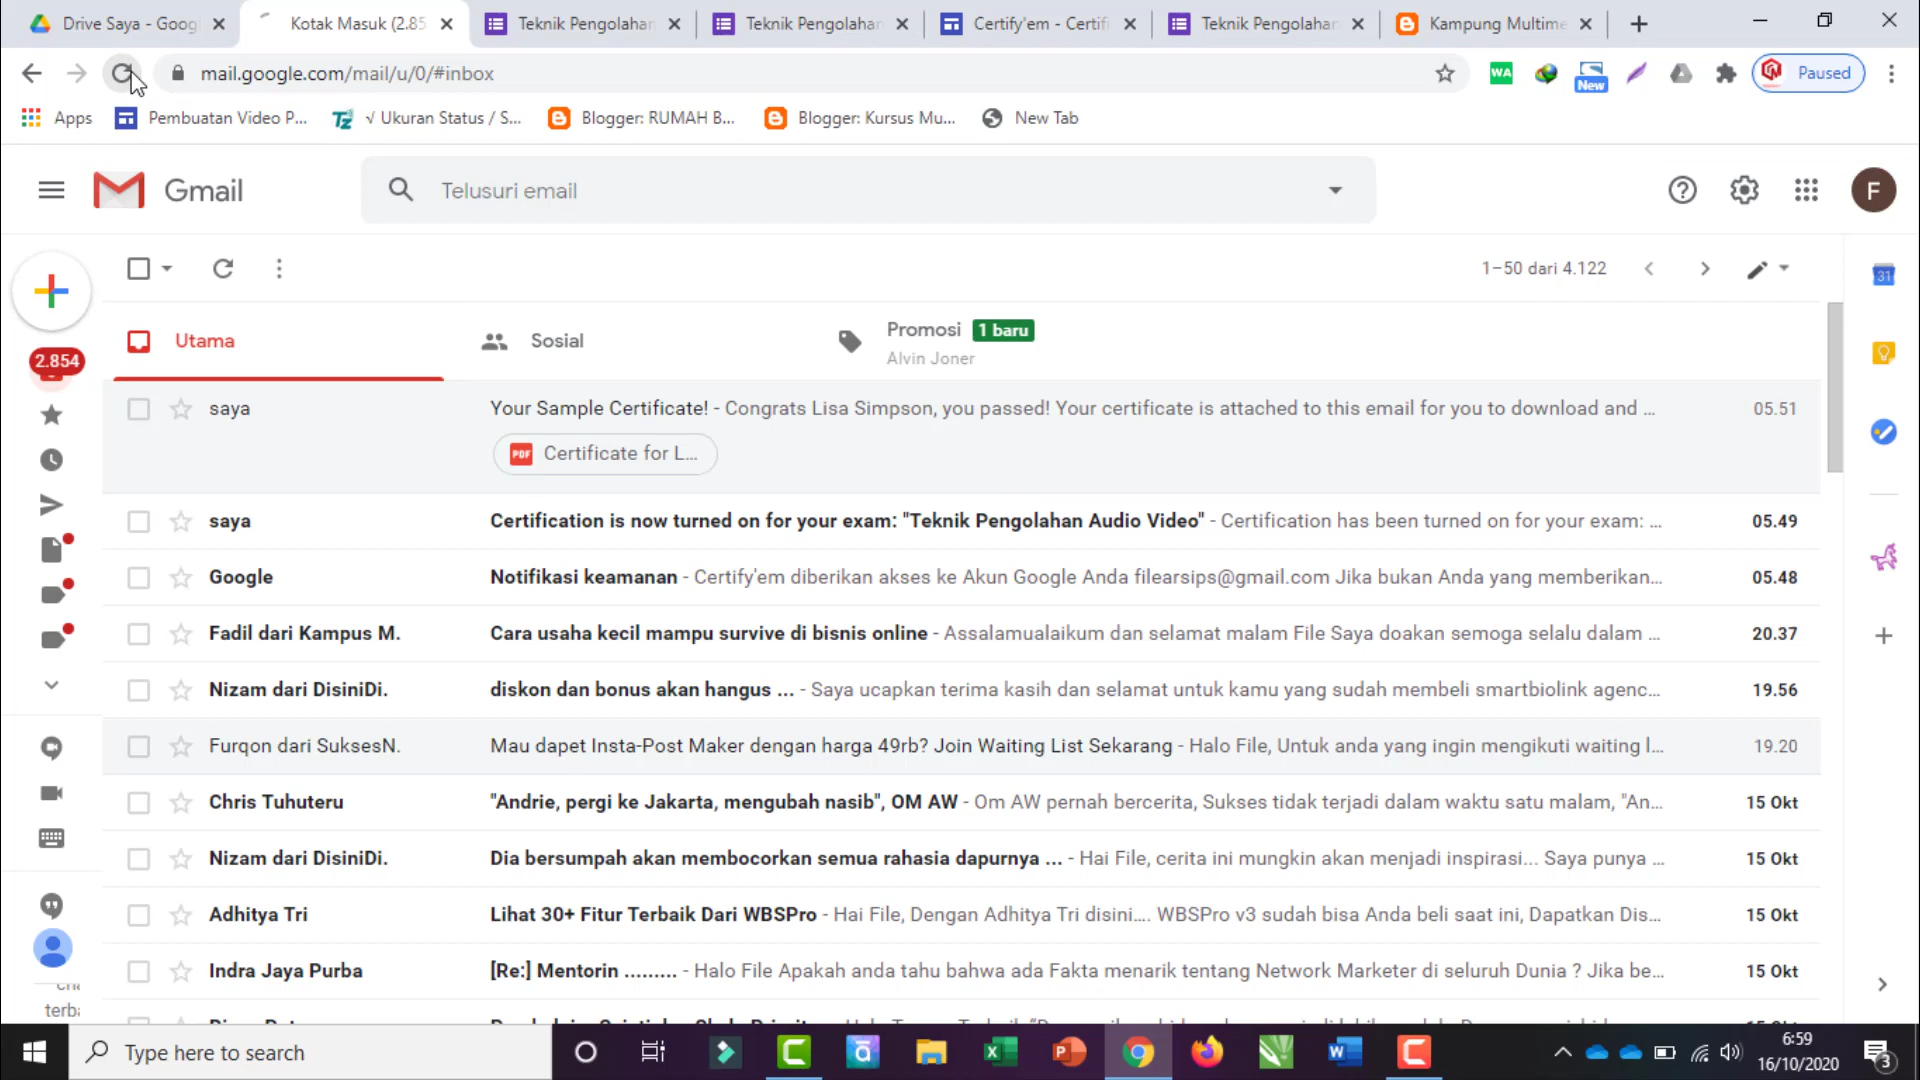 Drive Saya - Goog
Kotak Masuk (2.85
Teknik Pengolahan
Teknik Pengolahan
Certify'em - Certifi
Teknik Pengolahan
Kampung Multime
mail.google.com/mail/u/0/#inbox
WA
New
Paused
Apps
Pembuatan Video P...
√ Ukuran Status / S...
Blogger: RUMAH B...
Blogger: Kursus Mu...
New Tab
Gmail
Telusuri email
F
1–50 dari 4.122
31
Utama
Sosial
Promosi 1 baru
Alvin Joner
2.854
saya Your Sample Certificate! - Congrats Lisa Simpson, you passed! Your certificate is attached to this email for you to download and ... 05.51
PDF Certificate for L...
saya Certification is now turned on for your exam: "Teknik Pengolahan Audio Video" - Certification has been turned on for your exam: ... 05.49
Google Notifikasi keamanan - Certify'em diberikan akses ke Akun Google Anda filearsips@gmail.com Jika bukan Anda yang memberikan... 05.48
Fadil dari Kampus M. Cara usaha kecil mampu survive di bisnis online - Assalamualaikum dan selamat malam File Saya doakan semoga selalu dalam ... 20.37
Nizam dari DisiniDi. diskon dan bonus akan hangus ... - Saya ucapkan terima kasih dan selamat untuk kamu yang sudah membeli smartbiolink agenc... 19.56
Furqon dari SuksesN. Mau dapet Insta-Post Maker dengan harga 49rb? Join Waiting List Sekarang - Halo File, Untuk anda yang ingin mengikuti waiting l... 19.20
Chris Tuhuteru "Andrie, pergi ke Jakarta, mengubah nasib", OM AW - Om AW pernah bercerita, Sukses tidak terjadi dalam waktu satu malam, "An... 15 Okt
Nizam dari DisiniDi. Dia bersumpah akan membocorkan semua rahasia dapurnya ... - Hai File, cerita ini mungkin akan menjadi inspirasi... Saya punya ... 15 Okt
Adhitya Tri Lihat 30+ Fitur Terbaik Dari WBSPro - Hai File, Dengan Adhitya Tri disini.... WBSPro v3 sudah bisa Anda beli saat ini, Dapatkan Dis... 15 Okt
Indra Jaya Purba [Re:] Mentorin ......... - Halo File Apakah anda tahu bahwa ada Fakta menarik tentang Network Marketer di seluruh Dunia ? Jika be... 15 Okt
terba
Type here to search
6:59
16/10/2020
3